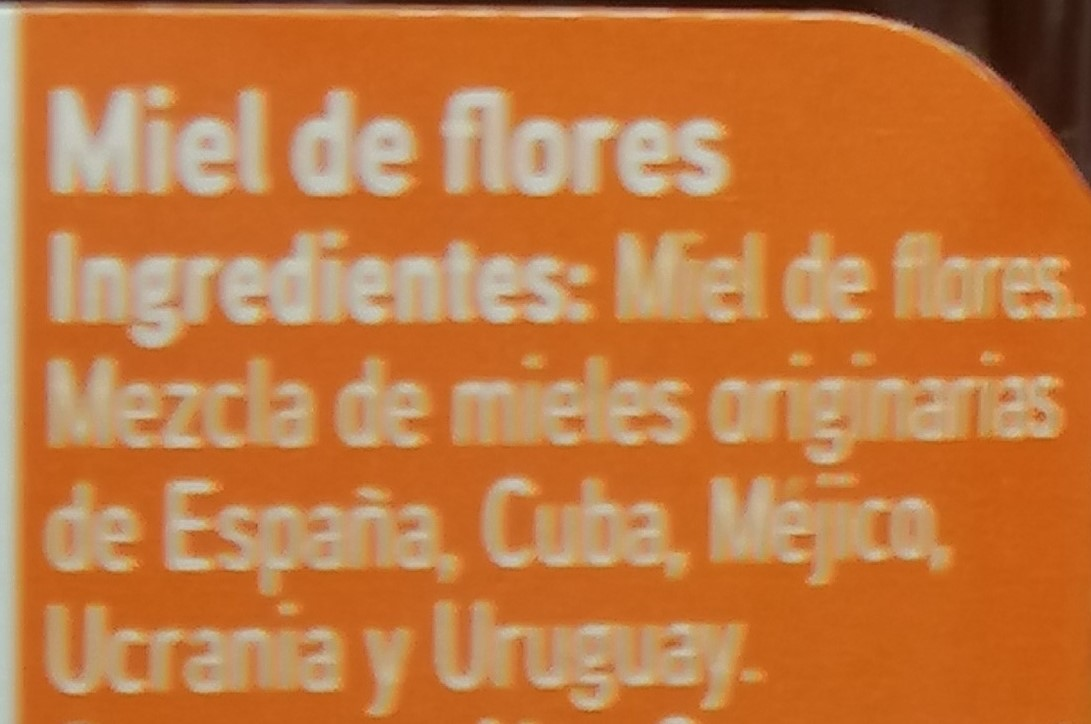 Miel de flores
Ingredientes: Miel de flores.
Mezcla de mieles originarias
de España, Cuba, Méjico,
Ucrania y Uruguay.